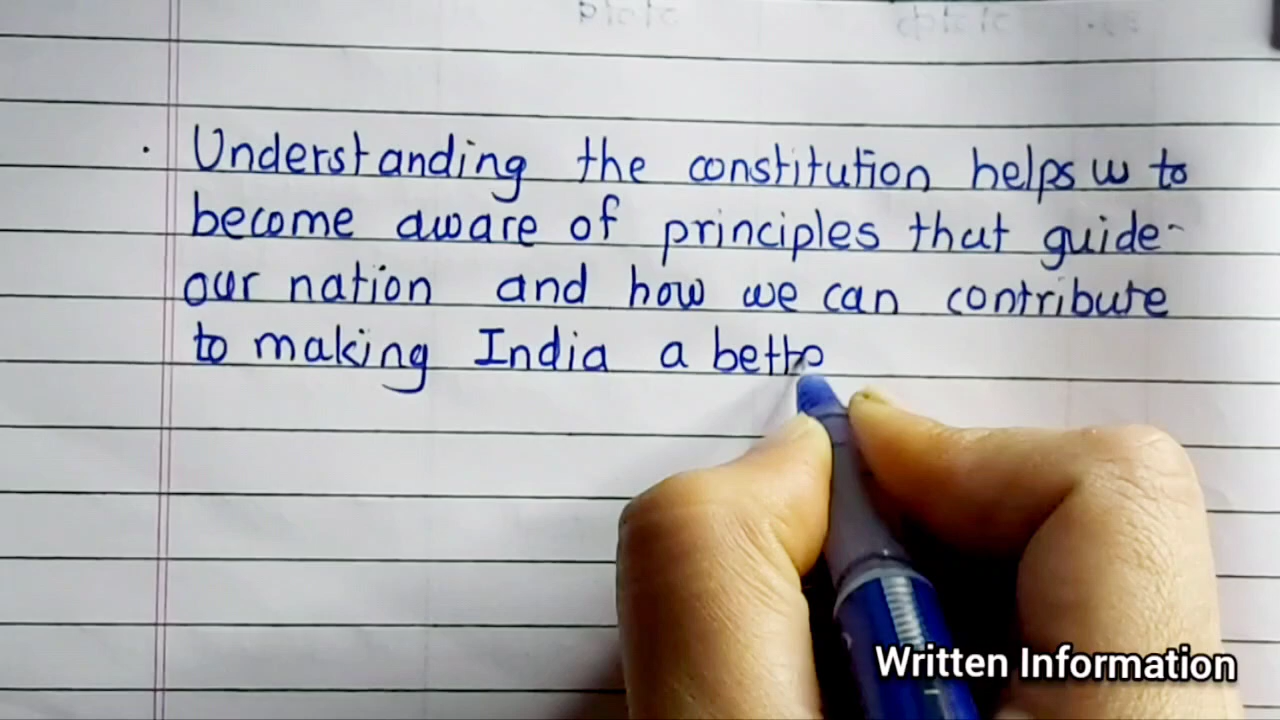 . Understanding the constitution helps us to
become aware of principles that guide-
our nation and how we can contribute
to making India a bette
Written Information